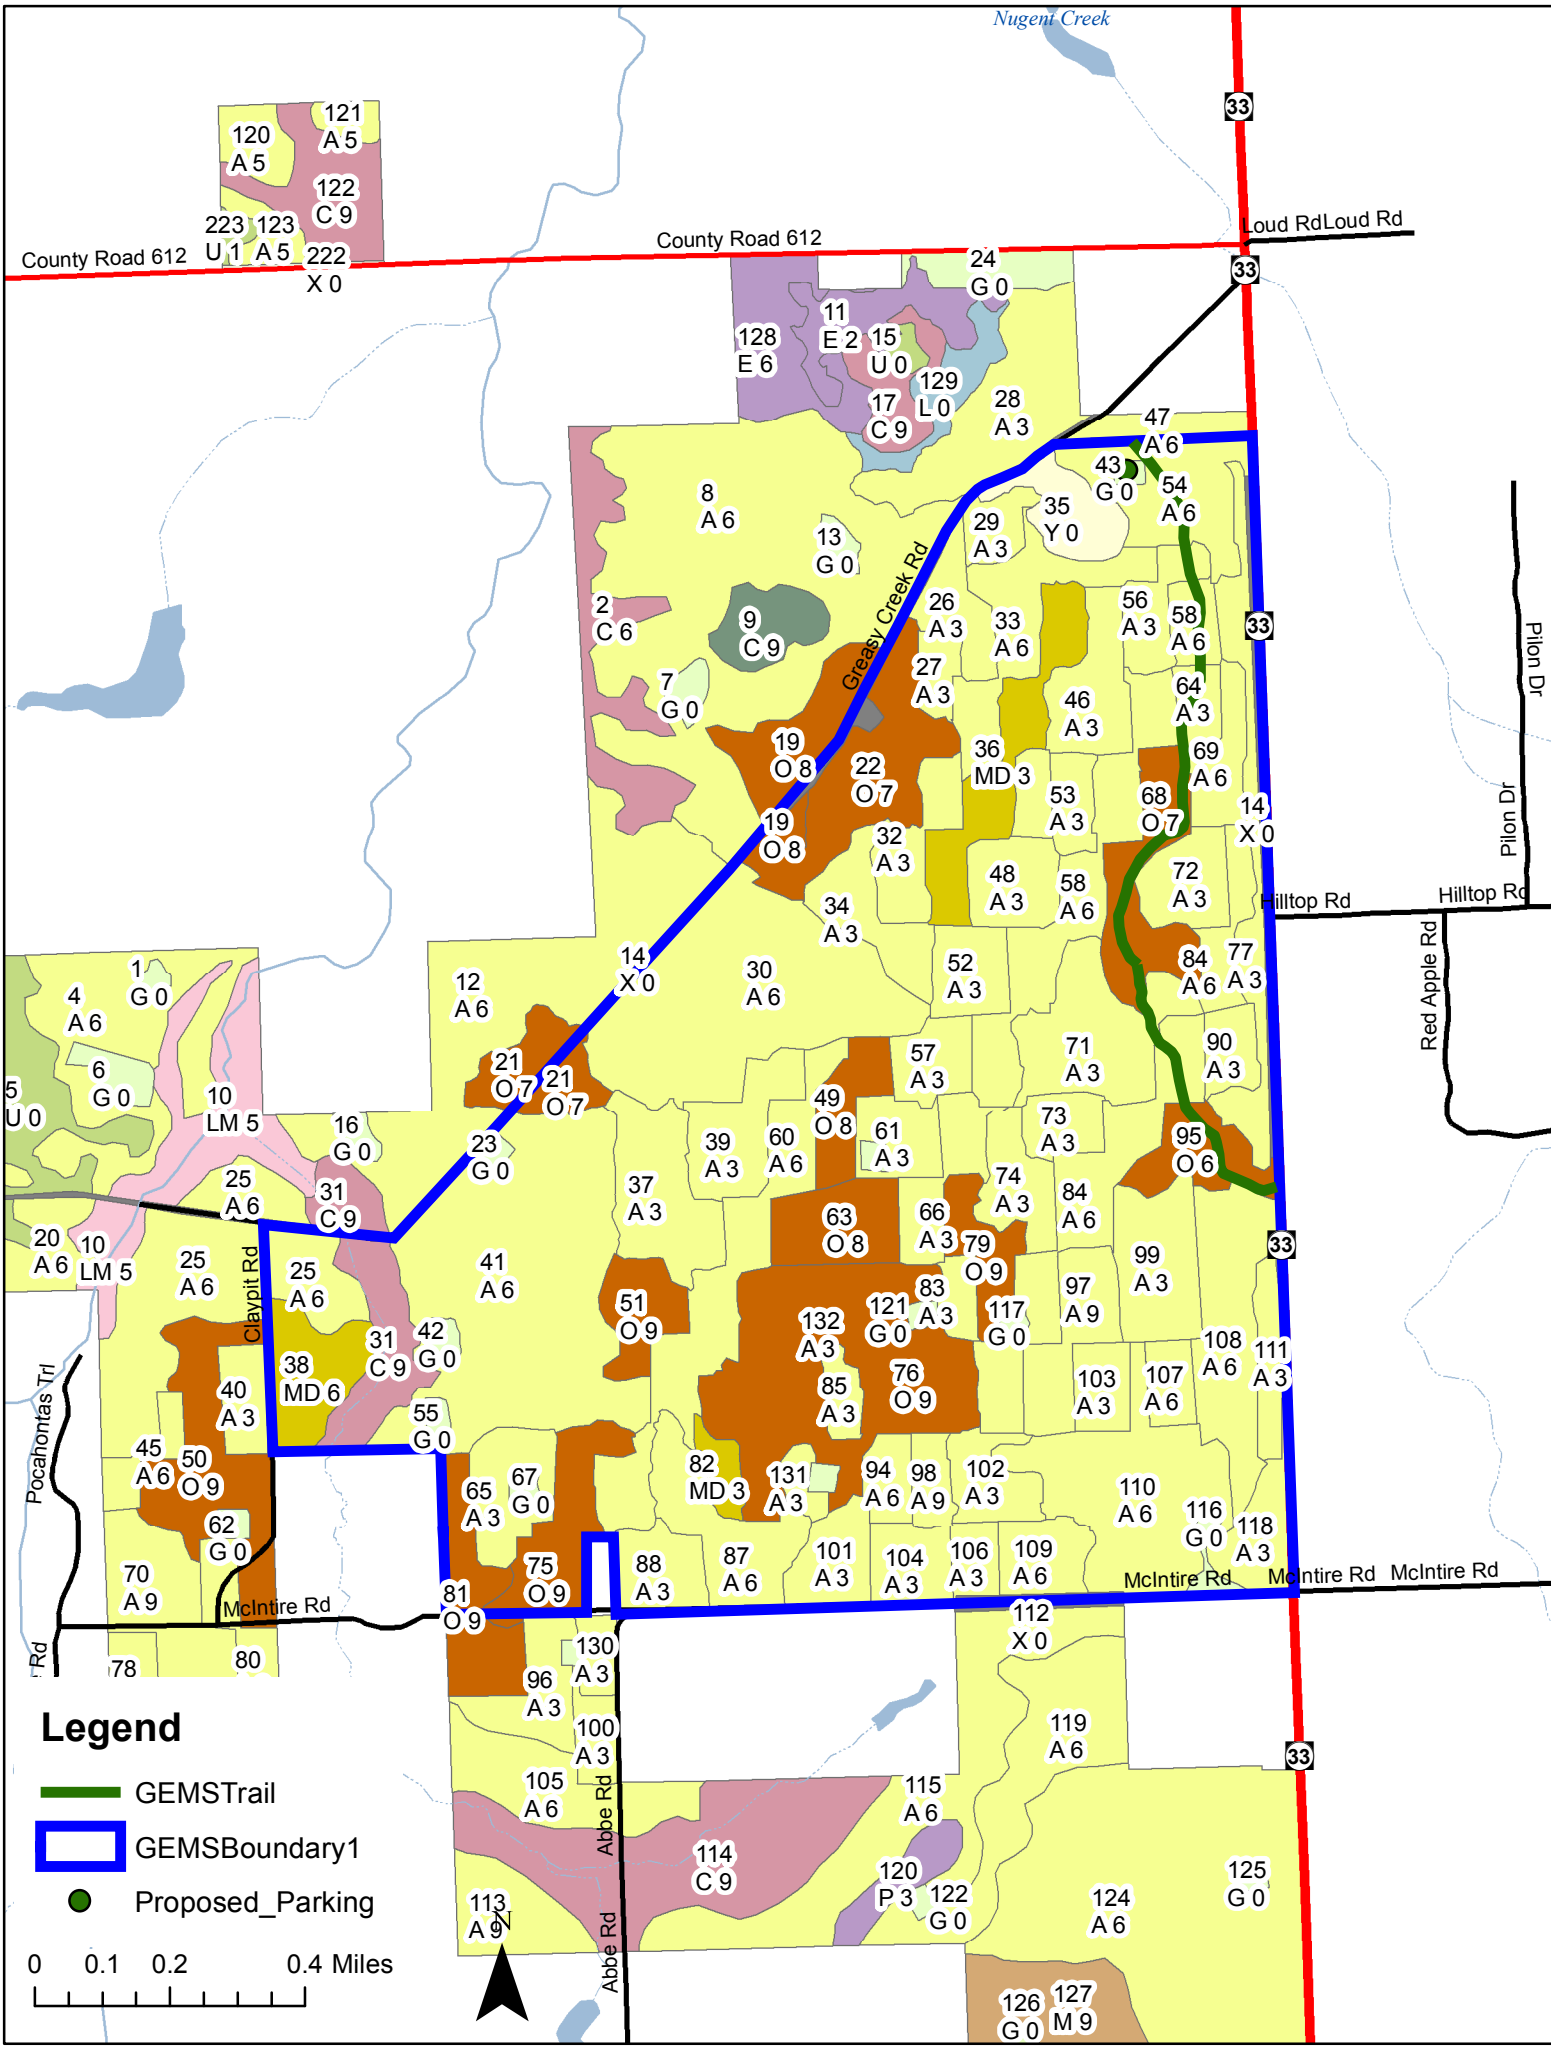 Nugent Creek
33
121
A 5
120
A 5
122
C 9
223
U 1
123
A 5
222
X 0
County Road 612
County Road 612
Loud Rd
Loud Rd
33
24
G 0
11
E 2
128
E 6
15
U 0
129
L 0
17
C 9
28
A 3
47
A 6
43
G 0
54
A 6
8
A 6
35
Y 0
29
A 3
13
G 0
Greasy Creek Rd
2
C 6
9
C 9
26
A 3
33
A 6
56
A 3
58
A 6
33
Pilon Dr
7
G 0
27
A 3
46
A 3
64
A 3
19
O 8
22
O 7
36
MD 3
69
A 6
53
A 3
68
O 7
14
X 0
Pilon Dr
19
O 8
32
A 3
48
A 3
58
A 6
72
A 3
Hilltop Rd
Hilltop Rd
34
A 3
14
X 0
30
A 6
52
A 3
84
A 6
77
A 3
Red Apple Rd
1
G 0
4
A 6
12
A 6
6
G 0
5
U 0
10
LM 5
21
O 7
21
O 7
57
A 3
71
A 3
90
A 3
49
O 8
16
G 0
23
G 0
39
A 3
60
A 6
61
A 3
73
A 3
95
O 6
25
A 6
31
C 9
37
A 3
63
O 8
66
A 3
74
A 3
84
A 6
20
A 6
10
LM 5
25
A 6
Claypit Rd
25
A 6
41
A 6
79
O 9
99
A 3
33
51
O 9
132
A 3
121
G 0
83
A 3
117
G 0
97
A 9
31
C 9
42
G 0
38
MD 6
108
A 6
111
A 3
Pocahontas Trl
40
A 3
85
A 3
76
O 9
103
A 3
107
A 6
55
G 0
45
A 6
50
O 9
65
A 3
67
G 0
82
MD 3
131
A 3
94
A 6
98
A 9
102
A 3
110
A 6
116
G 0
118
A 3
62
G 0
70
A 9
McIntire Rd
81
O 9
75
O 9
88
A 3
87
A 6
101
A 3
104
A 3
106
A 3
109
A 6
McIntire Rd
McIntire Rd
McIntire Rd
112
X 0
Rd
78
80
130
A 3
96
A 3
100
A 3
119
A 6
33
105
A 6
Abbe Rd
115
A 6
114
C 9
120
P 3
122
G 0
124
A 6
125
G 0
113
A 9
Abbe Rd
126
G 0
127
M 9
Legend
GEMSTrail
GEMSBoundary1
Proposed_Parking
N
0 0.1 0.2 0.4 Miles